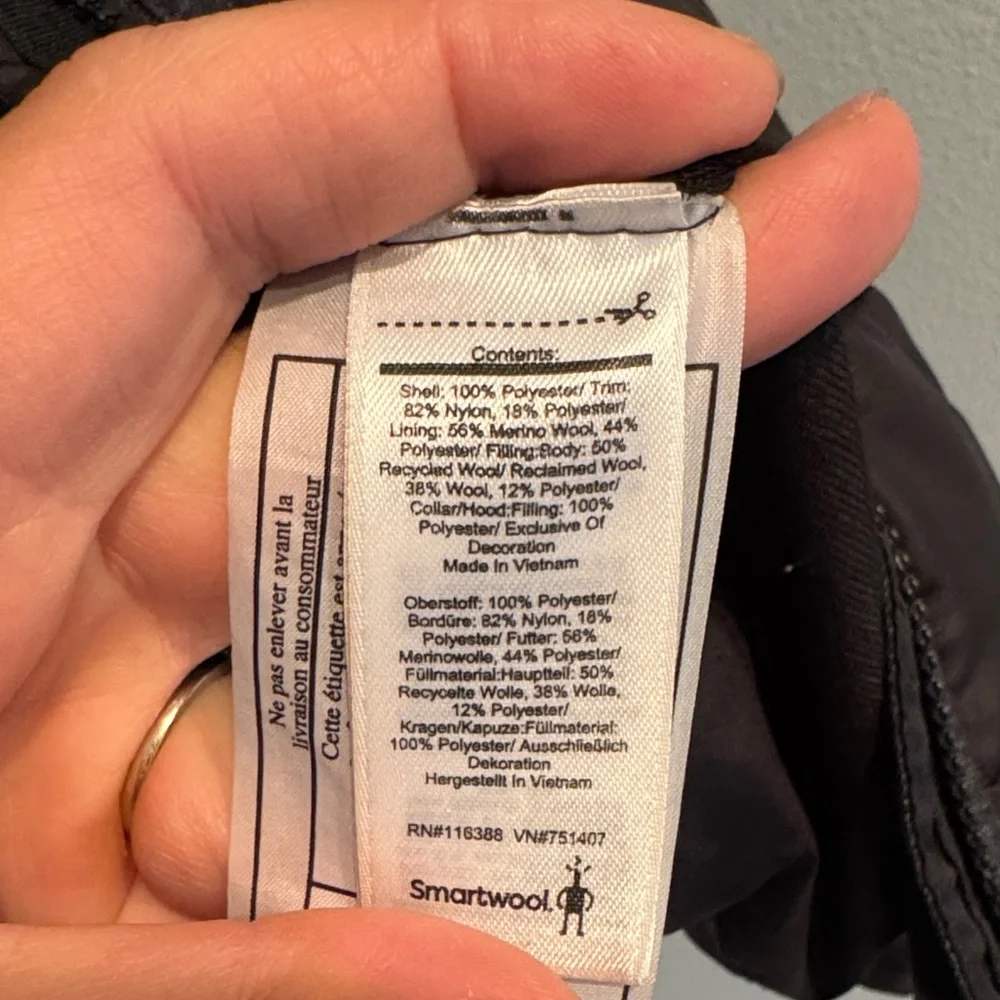 Contents:
Shell: 100% Polyester/ Trim:
82% Nylon, 18% Polyester/
Lining: 56% Merino Wool, 44%
Polyester/ Filling:Body: 50%
Recycled Wool/ Reclaimed Wool,
38% Wool, 12% Polyester/
Collar/Hood:Filling: 100%
Polyester/ Exclusive Of
Decoration
Made In Vietnam
Oberstoff: 100% Polyester/
Bordüre: 82% Nylon, 18%
Polyester/ Futter: 56%
Merinowolle, 44% Polyester/
Füllmaterial:Hauptteil: 50%
Recycelte Wolle, 38% Wolle,
12% Polyester/
Kragen/Kapuze:Füllmaterial:
100% Polyester/ Ausschließlich
Dekoration
Hergestellt In Vietnam
RN#116388 VN#751407
Smartwool.
Ne pas enlever avant la
livraison au consommateur
Cette étiquette est